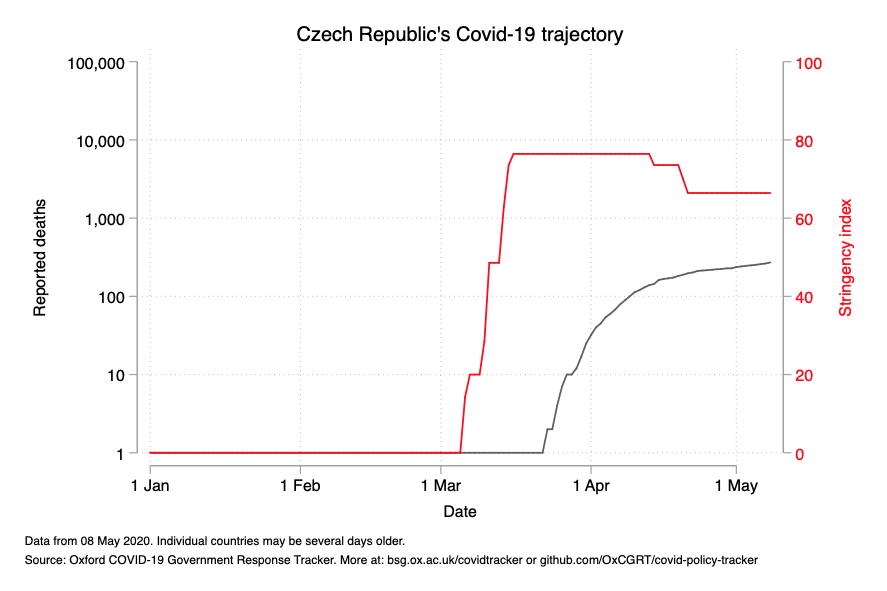 Czech Republic's Covid-19 trajectory
100,000
10,000
1,000
100
10
1
Reported deaths
100
80
60
40
20
0
Stringency index
1 Jan
1 Feb
1 Mar
1 Apr
1 May
Date
Data from 08 May 2020. Individual countries may be several days older.
Source: Oxford COVID-19 Government Response Tracker. More at: bsg.ox.ac.uk/covidtracker or github.com/OxCGRT/covid-policy-tracker